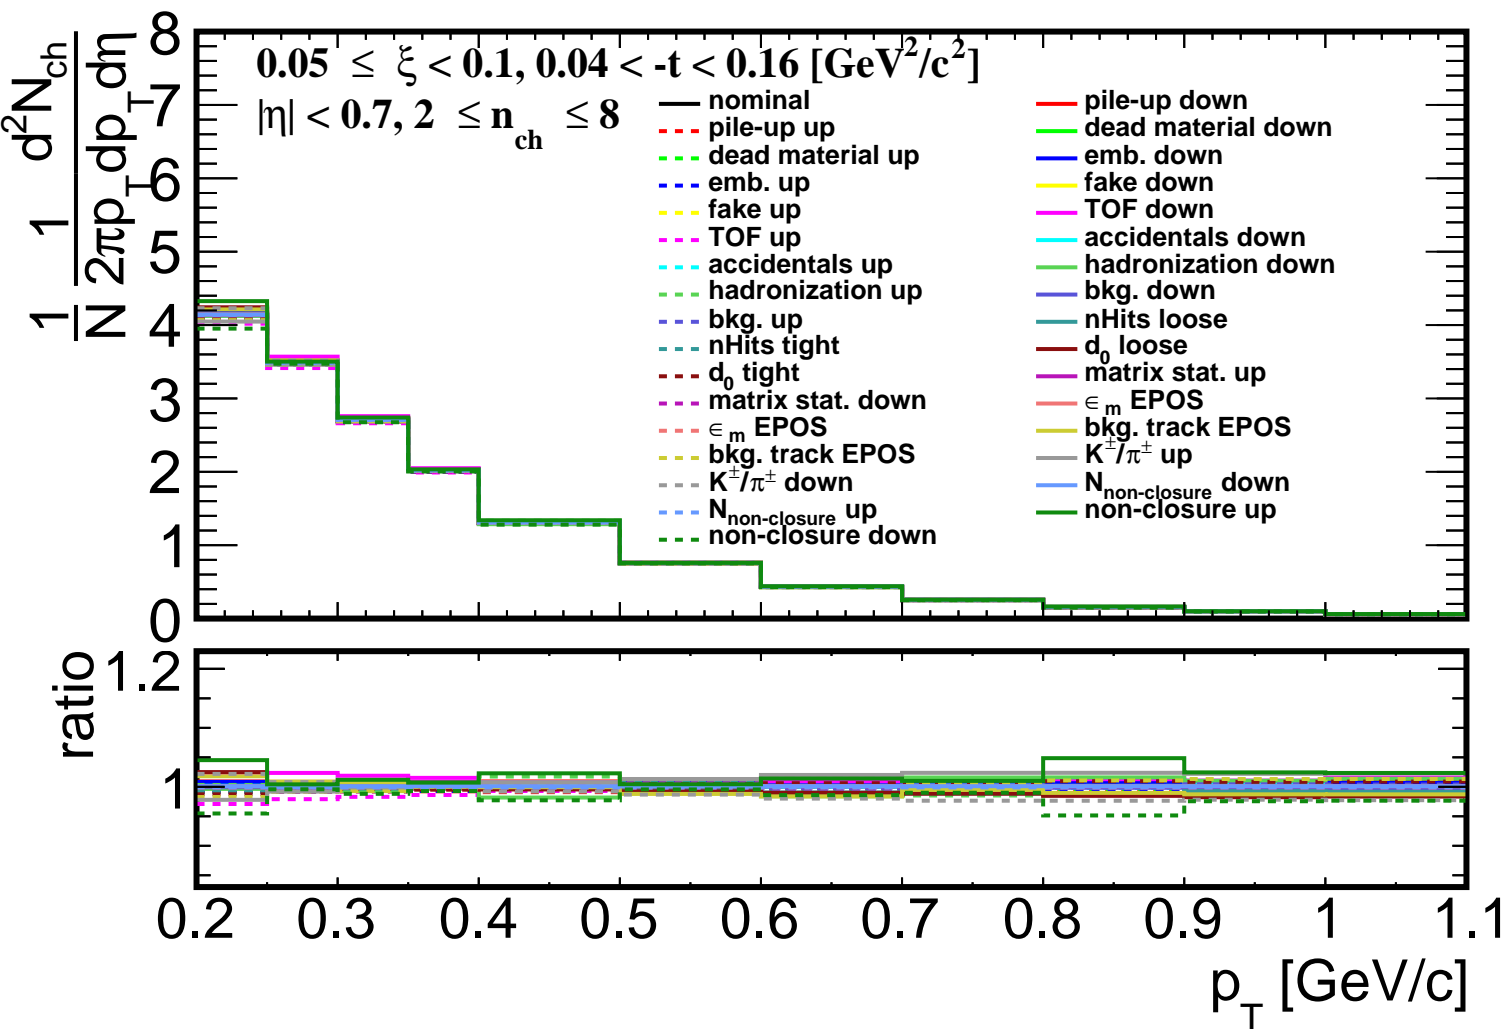 1/N 1/2πp_T d²N_ch/dp_T dη
8
7
6
5
4
3
2
1
0
0.05 ≤ ξ < 0.1, 0.04 < -t < 0.16 [GeV²/c²]
|η| < 0.7, 2 ≤ n_ch ≤ 8
nominal
pile-up up
dead material up
emb. up
fake up
TOF up
accidentals up
hadronization up
bkg. up
nHits tight
d_0 tight
matrix stat. down
∈_m EPOS
bkg. track EPOS
K^±/π^± down
N_non-closure up
non-closure down
pile-up down
dead material down
emb. down
fake down
TOF down
accidentals down
hadronization down
bkg. down
nHits loose
d_0 loose
matrix stat. up
∈_m EPOS
bkg. track EPOS
K^±/π^± up
N_non-closure down
non-closure up
ratio
1.2
1
0.2 0.3 0.4 0.5 0.6 0.7 0.8 0.9 1 1.1
p_T [GeV/c]